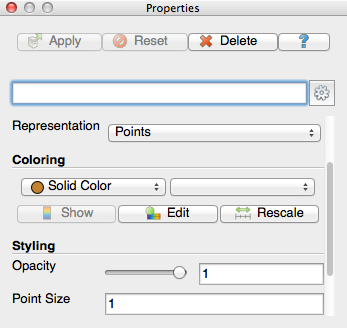 Properties
Apply Reset Delete ?
Representation Points
Coloring
Solid Color
Show Edit Rescale
Styling
Opacity 1
Point Size 1